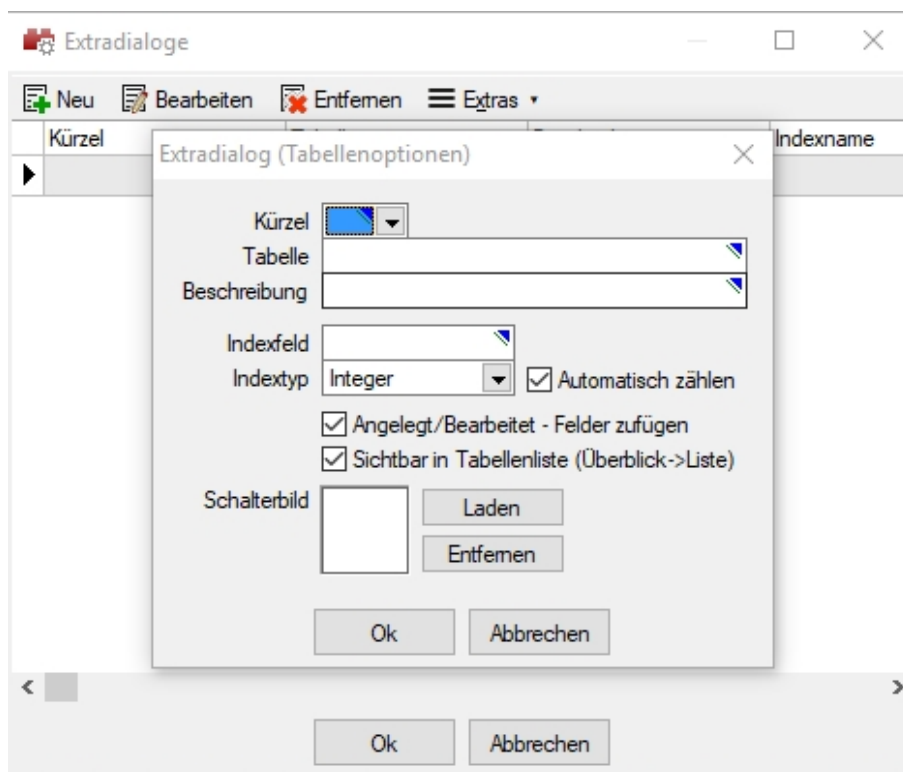 Extradialoge
Neu Bearbeiten Entfernen Extras
Kürzel Indexname
Extradialog (Tabellenoptionen)
Kürzel
Tabelle
Beschreibung
Indexfeld
Indextyp Integer Automatisch zählen
Angelegt/Bearbeitet - Felder zufügen
Sichtbar in Tabellenliste (Überblick->Liste)
Schalterbild Laden
Entfernen
Ok Abbrechen
Ok Abbrechen